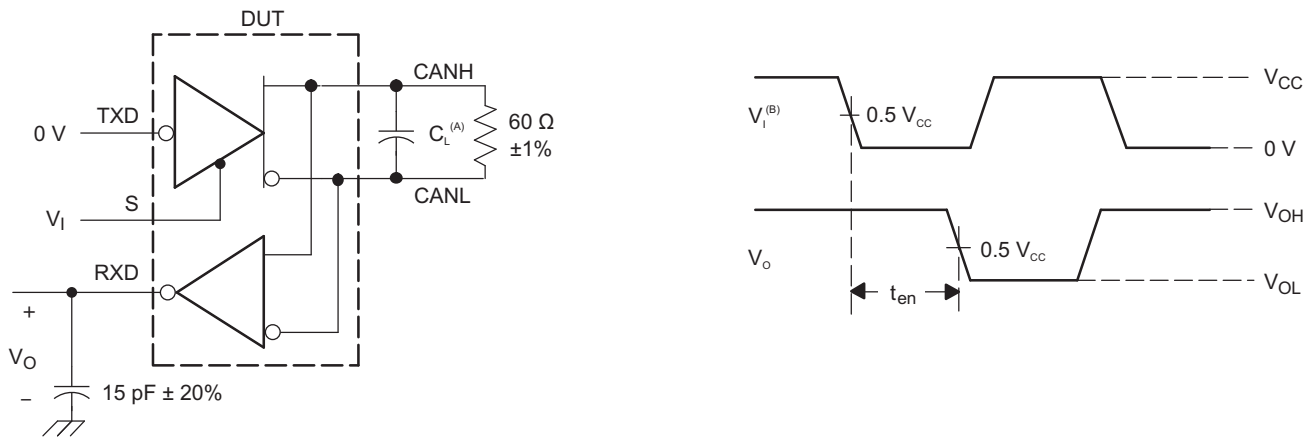 DUT
CANH
TXD
0 V
C_L^(A)
60 Ω
±1%
S
V_I
CANL
RXD
+
V_O
−
15 pF ± 20%
V_I^(B)
0.5 V_CC
V_CC
0 V
V_O
0.5 V_CC
t_en
V_OH
V_OL